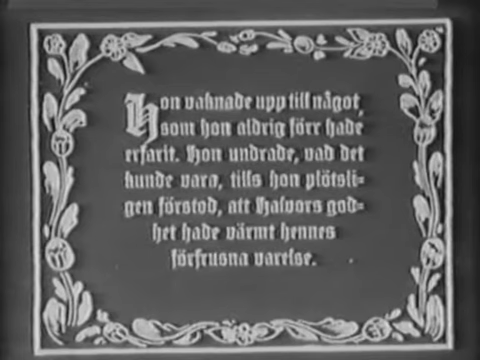 Hon vaknade upp till något,
som hon aldrig förr hade
erfarit. Hon undrade, vad det
kunde vara, tills hon plötsli=
gen förstod, att Halvors god=
het hade värmt hennes
förfrusna varelse.